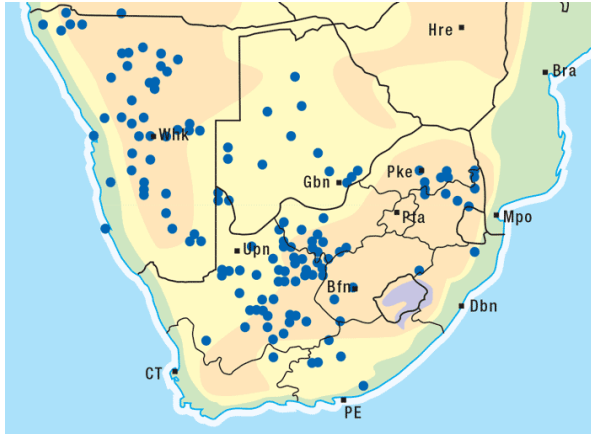 Hre
Bra
Whk
Gbn
Pke
Pta
Mpo
Upn
Bfn
Dbn
CT
PE